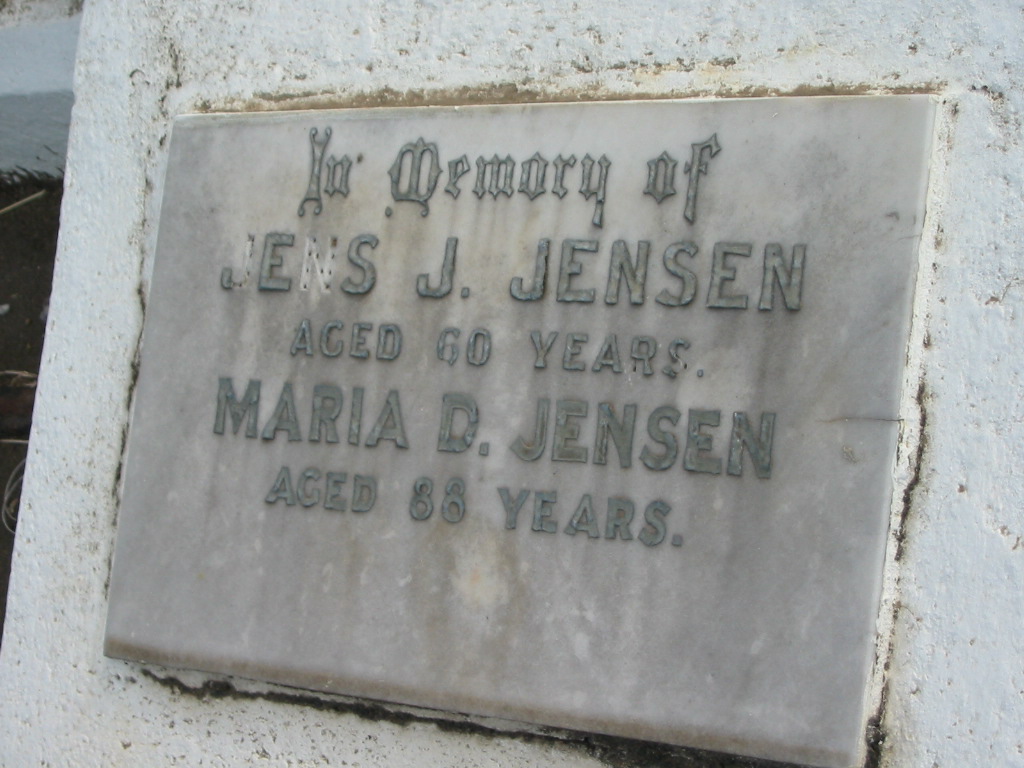 In Memory of
JENS J. JENSEN
AGED 60 YEARS.
MARIA D. JENSEN
AGED 88 YEARS.